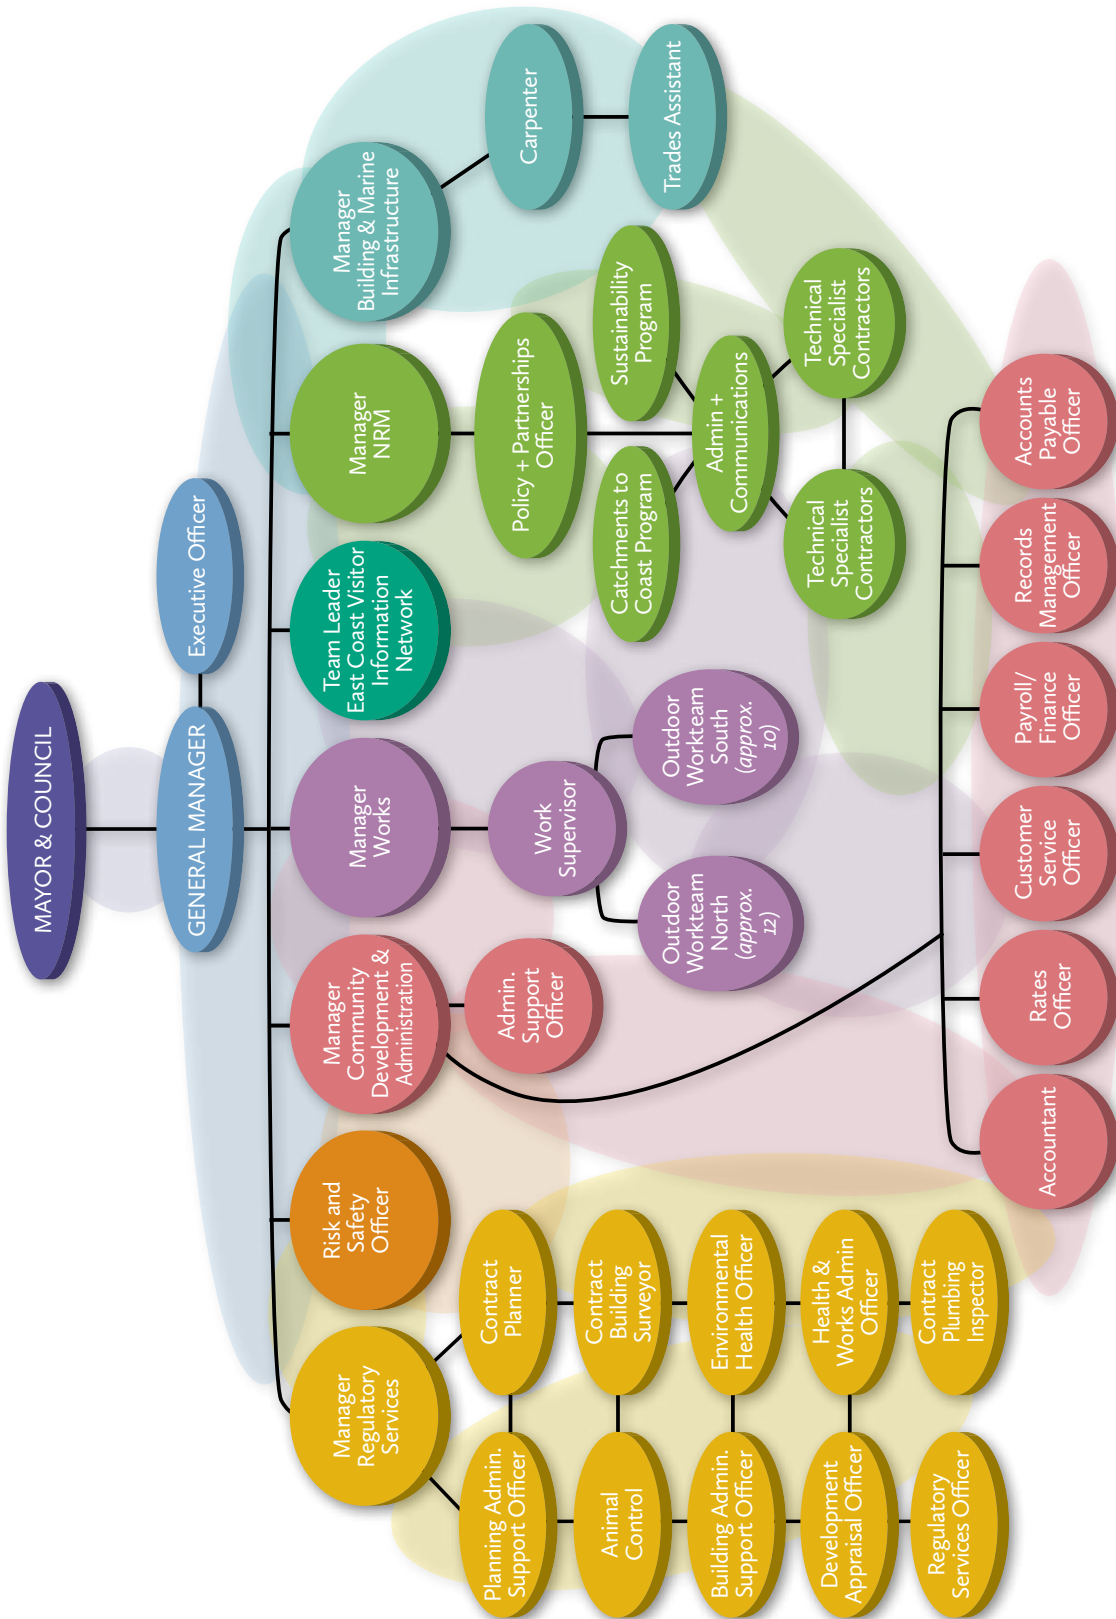 MAYOR & COUNCIL
GENERAL MANAGER
Executive Officer
Manager
Regulatory
Services
Risk and
Safety
Officer
Manager
Community
Development &
Administration
Manager
Works
Team Leader
East Coast Visitor
Information
Network
Manager
NRM
Manager
Building & Marine
Infrastructure
Planning Admin.
Support Officer
Contract
Planner
Animal
Control
Contract
Building
Surveyor
Building Admin.
Support Officer
Environmental
Health Officer
Development
Appraisal Officer
Health &
Works Admin
Officer
Regulatory
Services Officer
Contract
Plumbing
Inspector
Admin.
Support
Officer
Work
Supervisor
Outdoor
Workteam
North
(approx.
12)
Outdoor
Workteam
South
(approx.
10)
Policy + Partnerships
Officer
Catchments to
Coast Program
Sustainability
Program
Admin +
Communications
Technical
Specialist
Contractors
Technical
Specialist
Contractors
Carpenter
Trades Assistant
Accountant
Rates
Officer
Customer
Service
Officer
Payroll/
Finance
Officer
Records
Management
Officer
Accounts
Payable
Officer